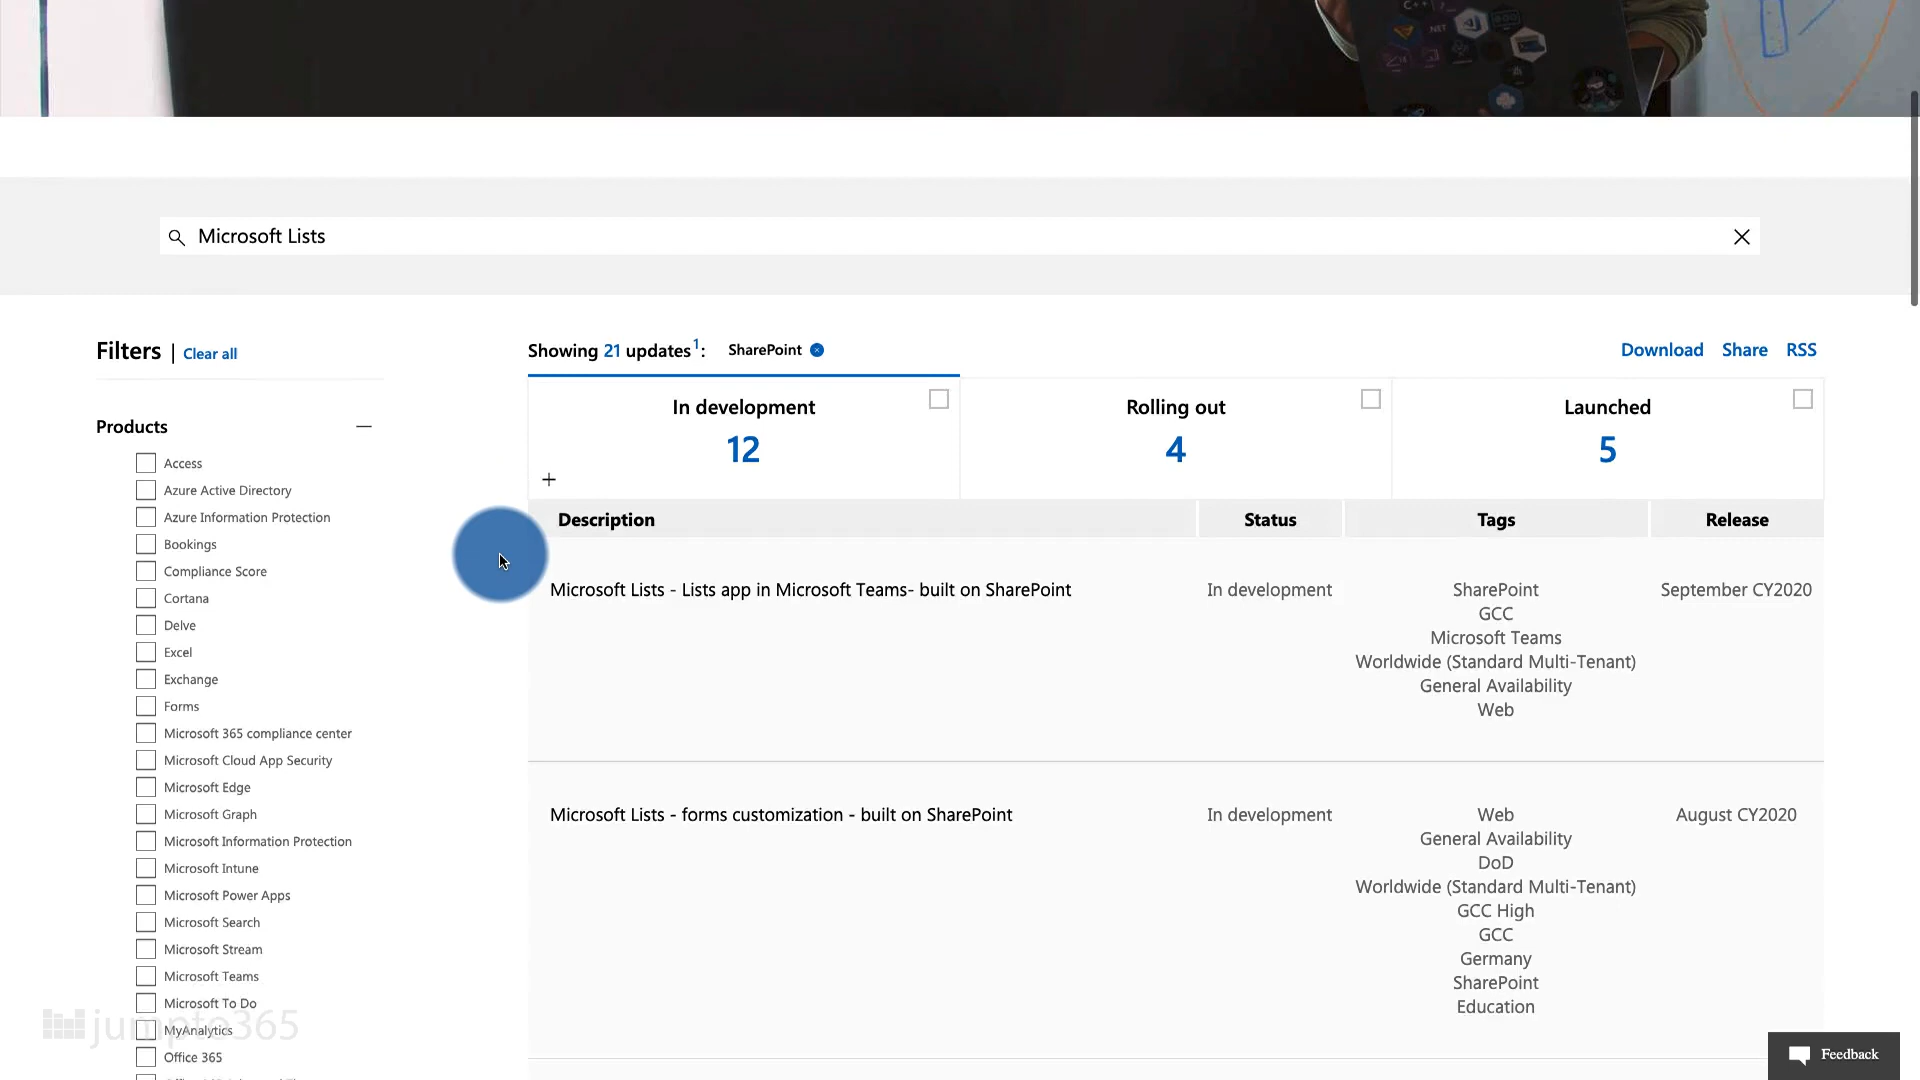 C++
.NET
Microsoft Lists
Filters | Clear all
Showing 21 updates1: SharePoint
Download Share RSS
In development
12
Rolling out
4
Launched
5
Products
Access
Azure Active Directory
Azure Information Protection
Bookings
Compliance Score
Cortana
Delve
Excel
Exchange
Forms
Microsoft 365 compliance center
Microsoft Cloud App Security
Microsoft Edge
Microsoft Graph
Microsoft Information Protection
Microsoft Intune
Microsoft Power Apps
Microsoft Search
Microsoft Stream
Microsoft Teams
Microsoft To Do
MyAnalytics
Office 365
Description Status Tags Release
Microsoft Lists - Lists app in Microsoft Teams- built on SharePoint In development SharePoint September CY2020
GCC
Microsoft Teams
Worldwide (Standard Multi-Tenant)
General Availability
Web
Microsoft Lists - forms customization - built on SharePoint In development Web August CY2020
General Availability
DoD
Worldwide (Standard Multi-Tenant)
GCC High
GCC
Germany
SharePoint
Education
jumpto365
Feedback